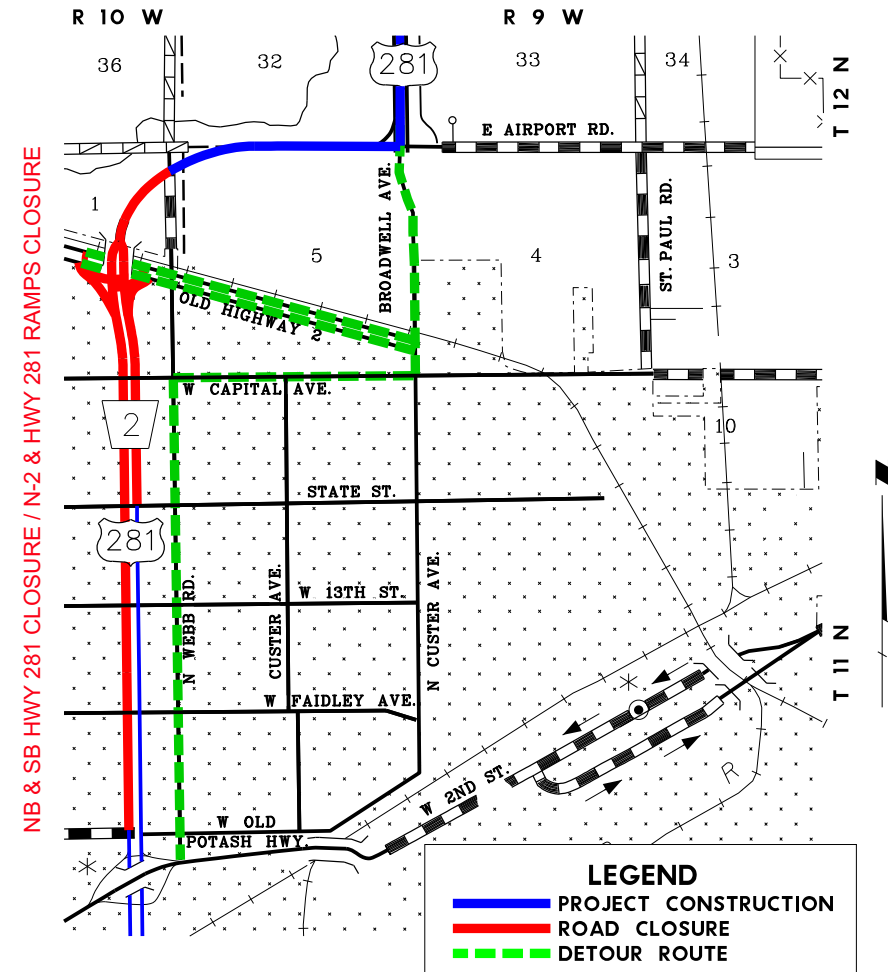 R 10 W
R 9 W
36
32
281
33
34
T 12 N
E AIRPORT RD.
NB & SB HWY 281 CLOSURE / N-2 & HWY 281 RAMPS CLOSURE
1
5
BROADWELL AVE.
4
ST. PAUL RD.
3
OLD HIGHWAY 2
W CAPITAL AVE.
2
10
STATE ST.
281
N WEBB RD.
CUSTER AVE.
W 13TH ST.
N CUSTER AVE.
T 11 N
W FAIDLEY AVE.
W 2ND ST.
R
W OLD
POTASH HWY.
LEGEND
PROJECT CONSTRUCTION
ROAD CLOSURE
DETOUR ROUTE